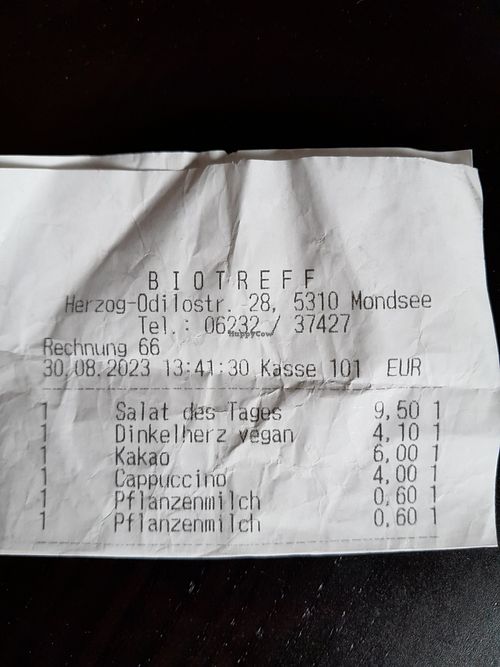 B I O T R E F F
Herzog-Odilostr. 28, 5310 Mondsee
Tel.: 06232 / 37427
HappyCow
Rechnung 66
30.08.2023 13:41:30 Kasse 101 EUR
1 Salat des Tages 9,50 1
1 Dinkelherz vegan 4,10 1
1 Kakao 6,00 1
1 Cappuccino 4,00 1
1 Pflanzenmilch 0,60 1
1 Pflanzenmilch 0,60 1